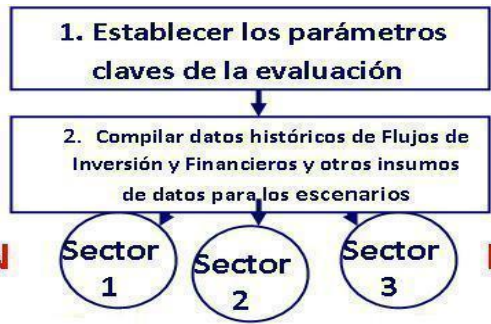 1. Establecer los parámetros
claves de la evaluación
2. Compilar datos históricos de Flujos de
Inversión y Financieros y otros insumos
de datos para los escenarios
Sector
1
Sector
2
Sector
3